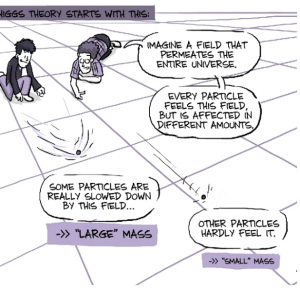 HIGGS THEORY STARTS WITH THIS:
IMAGINE A FIELD THAT
PERMEATES THE
ENTIRE UNIVERSE.
EVERY PARTICLE
FEELS THIS FIELD,
BUT IS AFFECTED IN
DIFFERENT AMOUNTS.
SOME PARTICLES ARE
REALLY SLOWED DOWN
BY THIS FIELD...
->> "LARGE" MASS
OTHER PARTICLES
HARDLY FEEL IT.
->> "SMALL" MASS